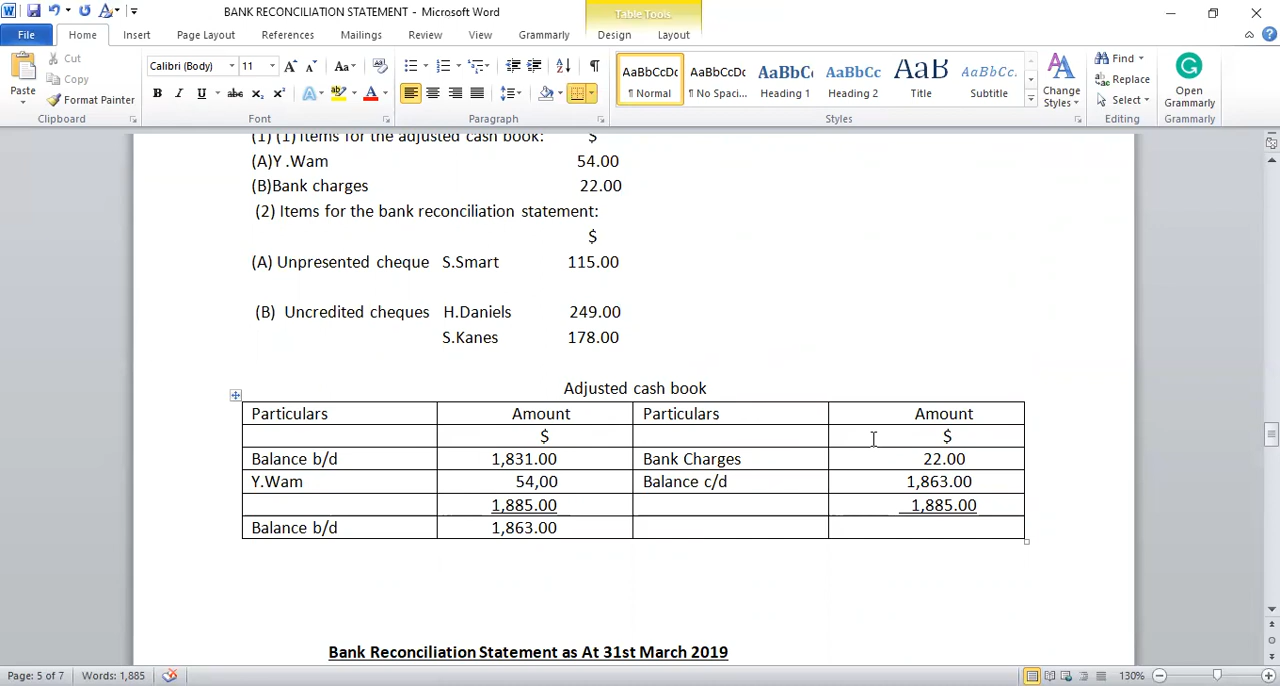 BANK RECONCILIATION STATEMENT - Microsoft Word
Table Tools
File Home Insert Page Layout References Mailings Review View Grammarly Design Layout
Paste
Cut
Copy
Format Painter
Clipboard
Calibri (Body) 11
Font
Paragraph
AaBbCcDc ¶ Normal
AaBbCcDc ¶ No Spaci...
AaBbC Heading 1
AaBbCc Heading 2
AaB Title
AaBbCc. Subtitle
Change Styles
Styles
Find
Replace
Select
Editing
Open Grammarly
Grammarly
(1) (1)Items for the adjusted cash book: $
(A)Y .Wam 54.00
(B)Bank charges 22.00
(2) Items for the bank reconciliation statement:
$
(A) Unpresented cheque S.Smart 115.00
(B) Uncredited cheques H.Daniels 249.00
S.Kanes 178.00
Adjusted cash book
Particulars Amount Particulars Amount
$ $
Balance b/d 1,831.00 Bank Charges 22.00
Y.Wam 54,00 Balance c/d 1,863.00
1,885.00 1,885.00
Balance b/d 1,863.00
Bank Reconciliation Statement as At 31st March 2019
Page: 5 of 7 Words: 1,885 130%